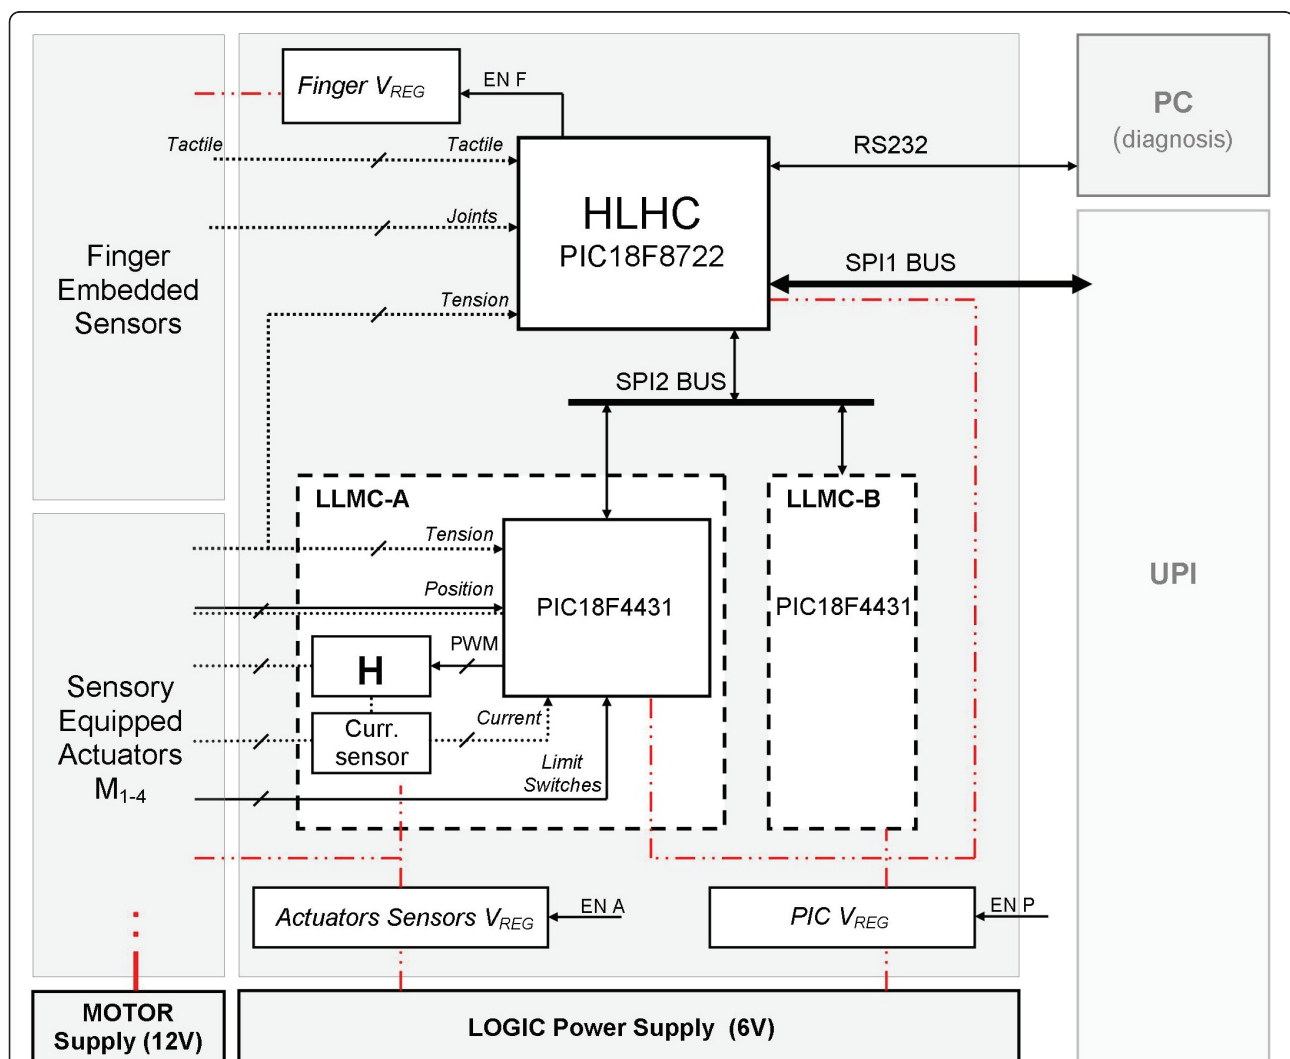 Finger VREG
EN F
PC
(diagnosis)
Tactile
Tactile
RS232
HLHC
PIC18F8722
Joints
Finger
Embedded
Sensors
SPI1 BUS
Tension
SPI2 BUS
LLMC-A
LLMC-B
Tension
UPI
Position
PIC18F4431
PIC18F4431
PWM
H
Sensory
Equipped
Actuators
M1-4
Current
Curr.
sensor
Limit
Switches
EN A
Actuators Sensors VREG
PIC VREG
EN P
MOTOR
Supply (12V)
LOGIC Power Supply (6V)